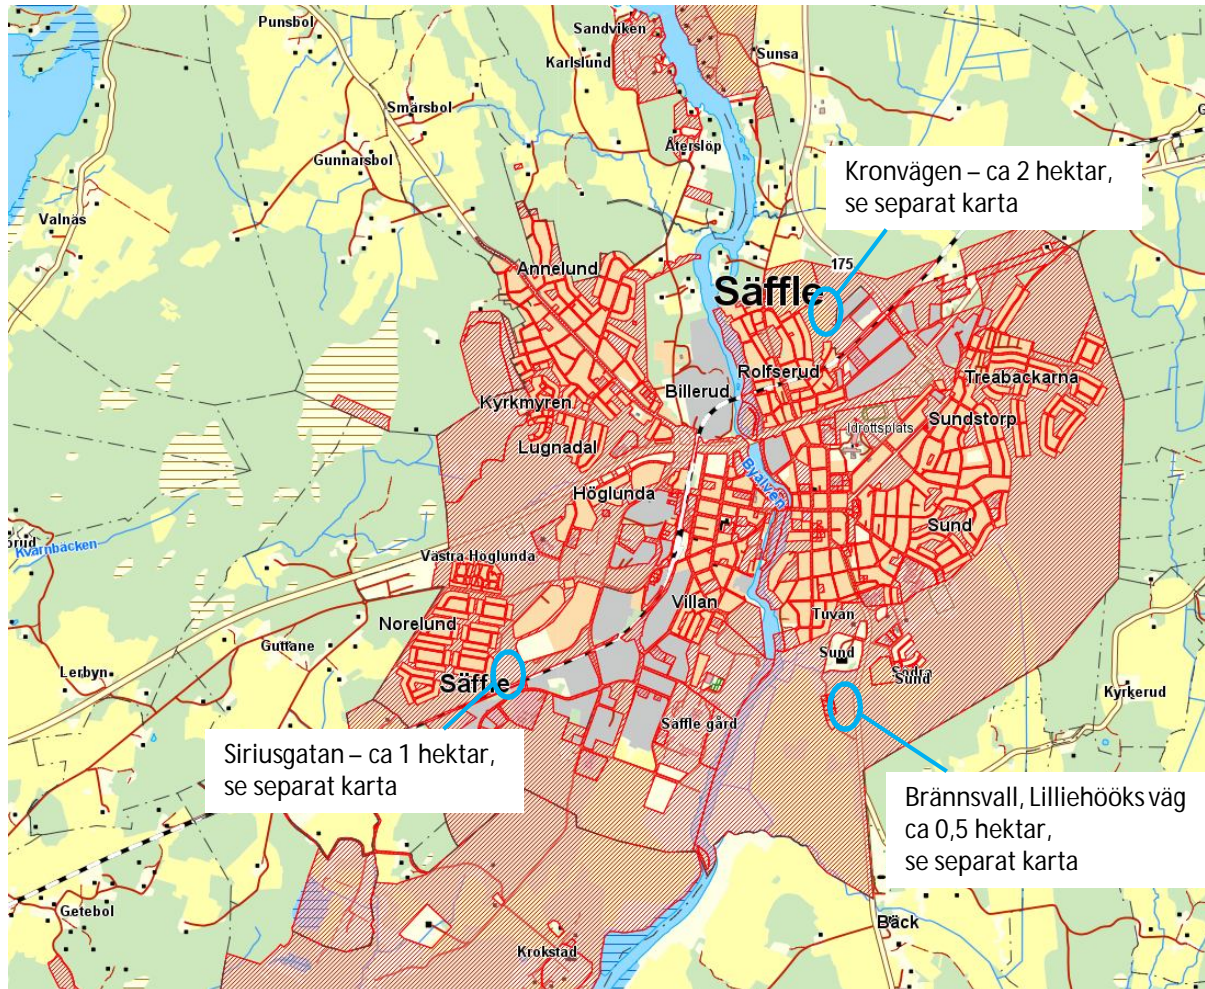 Punsbol
Sandviken
Karlslund
Sunsa
Smärsbol
Gunnarsbol
Återslöp
Valnäs
Kronvägen – ca 2 hektar,
se separat karta
Annelund
175
Säffle
Rolfserud
Billerud
Treabackarna
Kyrkmyren
Sundstorp
Idrottsplats
Lugnadal
Byälven
Höglunda
Sund
Kvarnbäcken
Västra Höglunda
Villan
Tuvan
Norelund
Guttane
Sund
Lerbyn
Södra
Sund
Säffle
Kyrkerud
Säffle gård
Siriusgatan – ca 1 hektar,
se separat karta
Brännsvall, Lilliehööks väg
ca 0,5 hektar,
se separat karta
Getebol
Bäck
Krokstad